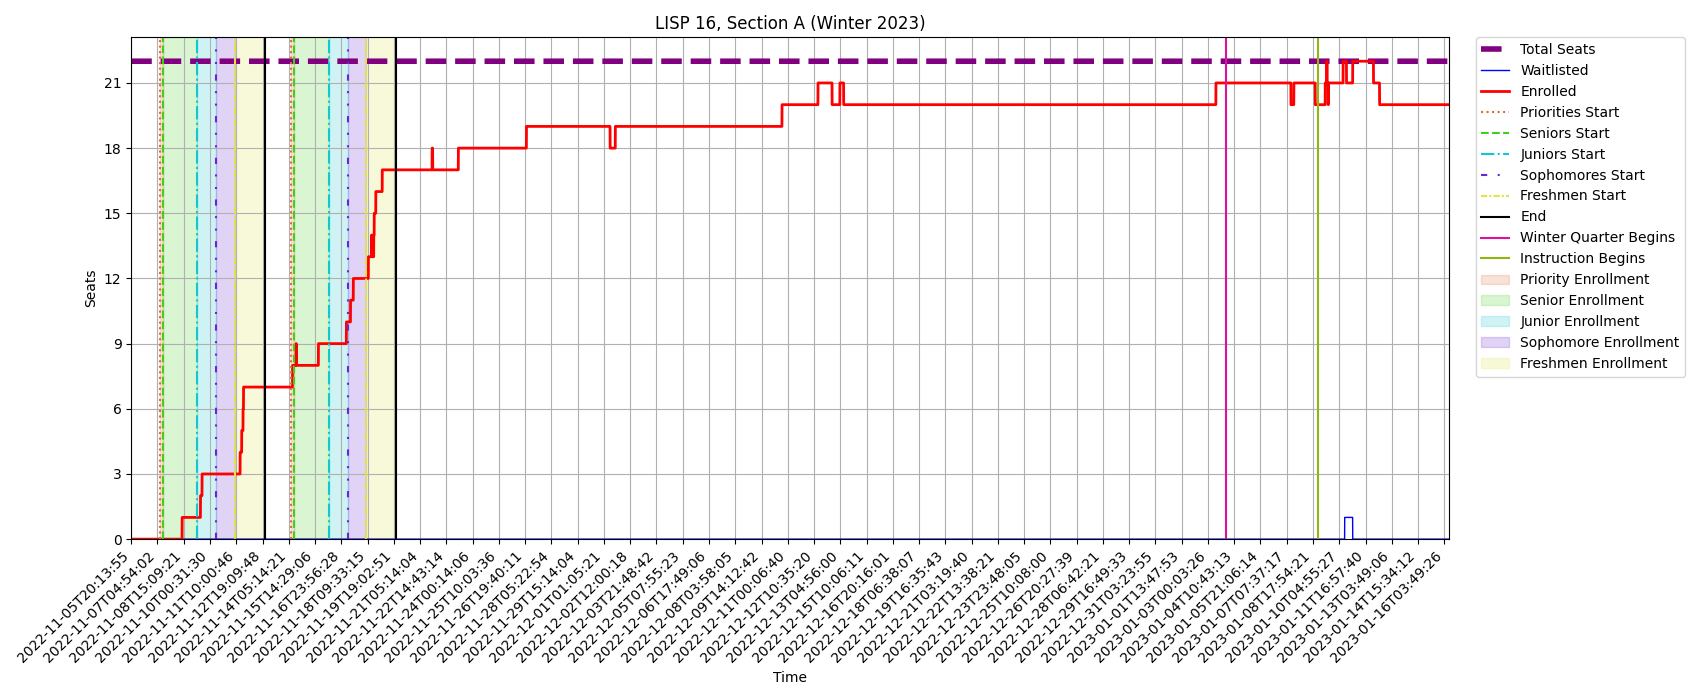 LISP 16, Section A (Winter 2023)
Seats
21
18
15
12
9
6
3
0
2022-11-05T20:13:55
2022-11-07T04:54:02
2022-11-08T15:09:21
2022-11-10T00:31:30
2022-11-11T10:00:46
2022-11-12T19:09:48
2022-11-14T05:14:21
2022-11-15T14:29:06
2022-11-16T23:56:28
2022-11-18T09:33:15
2022-11-19T19:02:51
2022-11-21T05:14:04
2022-11-22T14:43:14
2022-11-24T00:14:06
2022-11-25T10:03:36
2022-11-26T19:40:11
2022-11-28T05:22:54
2022-11-29T15:14:04
2022-12-01T01:05:21
2022-12-02T12:00:18
2022-12-03T21:48:42
2022-12-05T07:55:23
2022-12-06T17:49:06
2022-12-08T03:58:05
2022-12-09T14:12:42
2022-12-11T00:06:40
2022-12-12T10:35:20
2022-12-13T04:56:00
2022-12-15T10:06:11
2022-12-16T20:16:01
2022-12-18T06:38:07
2022-12-19T16:35:43
2022-12-21T03:19:40
2022-12-22T13:38:21
2022-12-23T23:48:05
2022-12-25T10:08:00
2022-12-26T20:27:39
2022-12-28T06:42:21
2022-12-29T16:49:33
2022-12-31T03:23:55
2023-01-01T13:47:53
2023-01-03T00:03:26
2023-01-04T10:43:13
2023-01-05T21:06:14
2023-01-07T07:37:17
2023-01-08T17:54:21
2023-01-10T04:55:27
2023-01-11T16:57:40
2023-01-13T03:49:06
2023-01-14T15:34:12
2023-01-16T03:49:26
Time
Total Seats
Waitlisted
Enrolled
Priorities Start
Seniors Start
Juniors Start
Sophomores Start
Freshmen Start
End
Winter Quarter Begins
Instruction Begins
Priority Enrollment
Senior Enrollment
Junior Enrollment
Sophomore Enrollment
Freshmen Enrollment